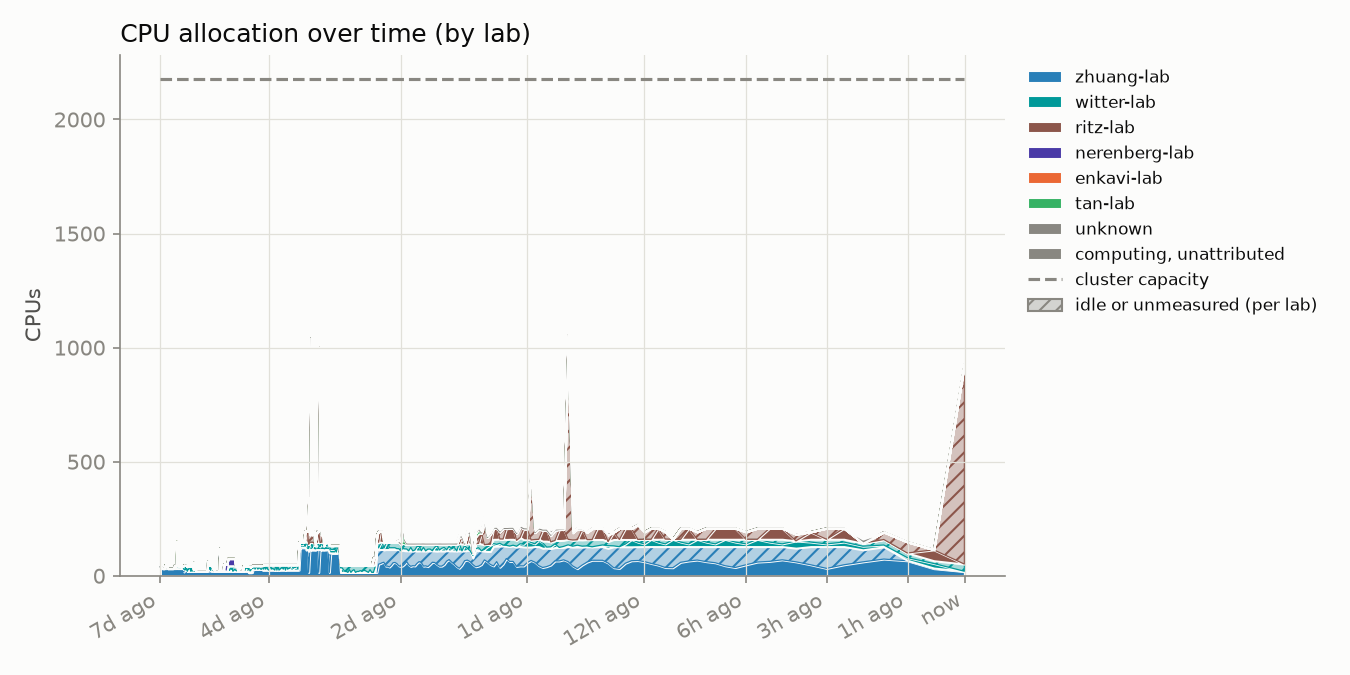 CPU allocation over time (by lab)
CPUs
2000
1500
1000
500
0
7d ago
4d ago
2d ago
1d ago
12h ago
6h ago
3h ago
1h ago
now
zhuang-lab
witter-lab
ritz-lab
nerenberg-lab
enkavi-lab
tan-lab
unknown
computing, unattributed
cluster capacity
idle or unmeasured (per lab)